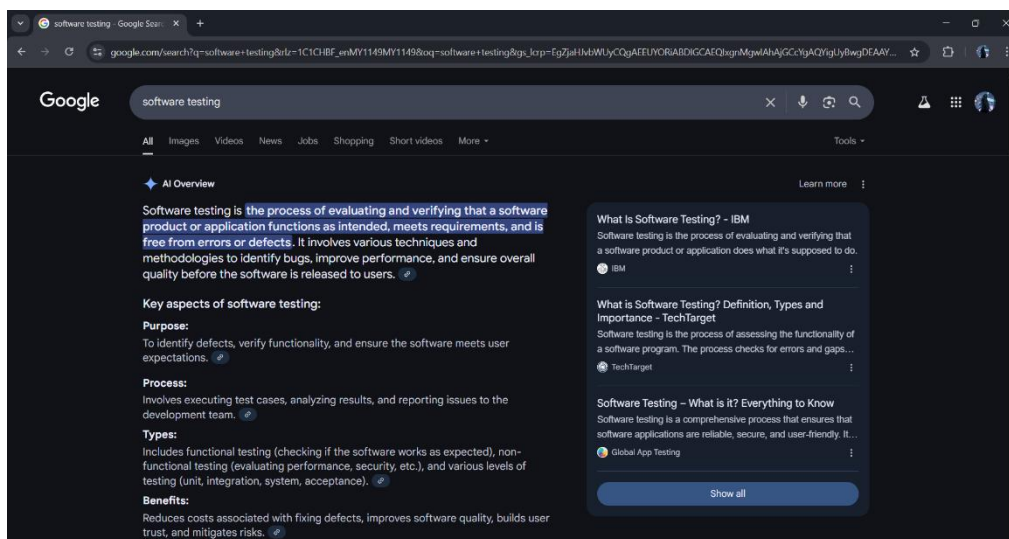 software testing - Google Sear
Google
software testing
All Images Videos News Jobs Shopping Short videos More
Tools
AI Overview
Learn more
Software testing is the process of evaluating and verifying that a software
product or application functions as intended, meets requirements, and is
free from errors or defects. It involves various techniques and
methodologies to identify bugs, improve performance, and ensure overall
quality before the software is released to users.
Key aspects of software testing:
Purpose:
To identify defects, verify functionality, and ensure the software meets user
expectations.
Process:
Involves executing test cases, analyzing results, and reporting issues to the
development team.
Types:
Includes functional testing (checking if the software works as expected), non-
functional testing (evaluating performance, security, etc.), and various levels of
testing (unit, integration, system, acceptance).
Benefits:
Reduces costs associated with fixing defects, improves software quality, builds user
trust, and mitigates risks.
What Is Software Testing? - IBM
Software testing is the process of evaluating and verifying that
a software product or application does what it's supposed to do.
IBM
What is Software Testing? Definition, Types and
Importance - TechTarget
Software testing is the process of assessing the functionality of
a software program. The process checks for errors and gaps...
TechTarget
Software Testing – What is it? Everything to Know
Software testing is a comprehensive process that ensures that
software applications are reliable, secure, and user-friendly. It...
Global App Testing
Show all